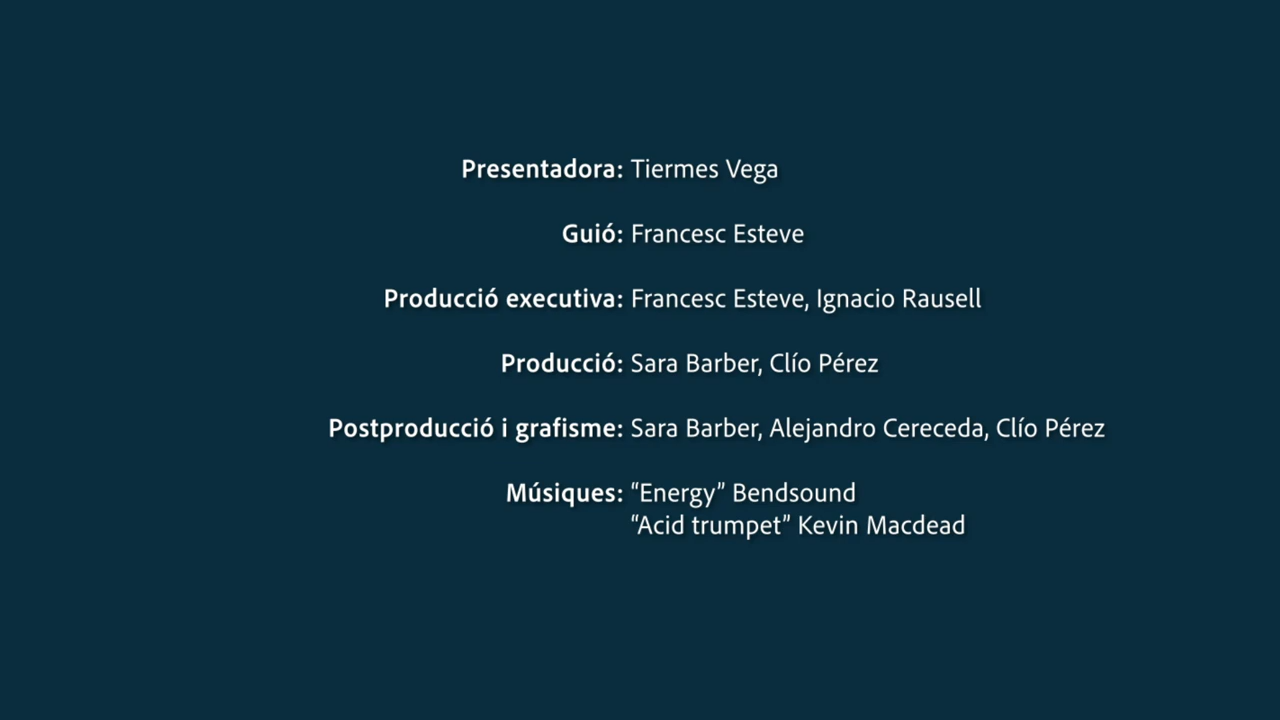 Presentadora: Tiermes Vega
Guió: Francesc Esteve
Producció executiva: Francesc Esteve, Ignacio Rausell
Producció: Sara Barber, Clío Pérez
Postproducció i grafisme: Sara Barber, Alejandro Cereceda, Clío Pérez
Músiques: “Energy” Bendsound
“Acid trumpet” Kevin Macdead